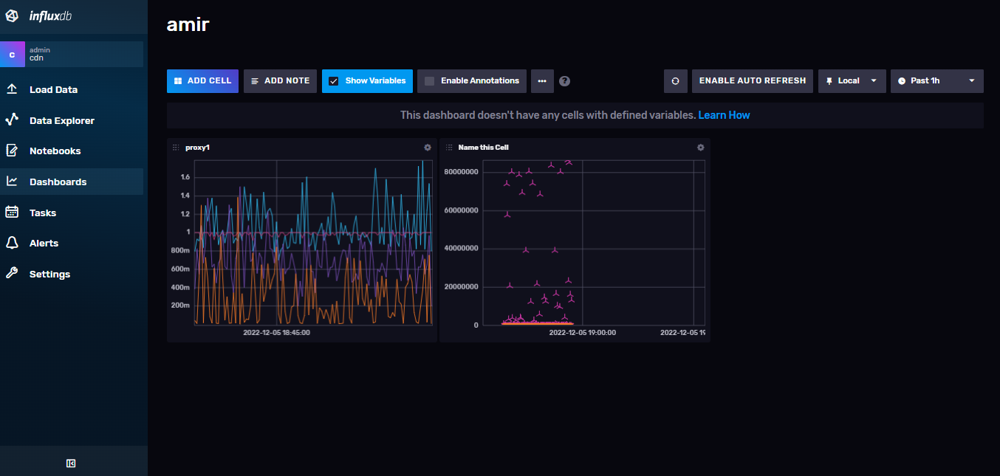 influxdb
c
admin
cdn
Load Data
Data Explorer
Notebooks
Dashboards
Tasks
Alerts
Settings
amir
ADD CELL
ADD NOTE
Show Variables
Enable Annotations
?
ENABLE AUTO REFRESH
Local
Past 1h
This dashboard doesn't have any cells with defined variables. Learn How
proxy1
1.6
1.4
1.2
1
800m
600m
400m
200m
2022-12-05 18:45:00
Name this Cell
80000000
60000000
40000000
20000000
0
2022-12-05 19:00:00
2022-12-05 19